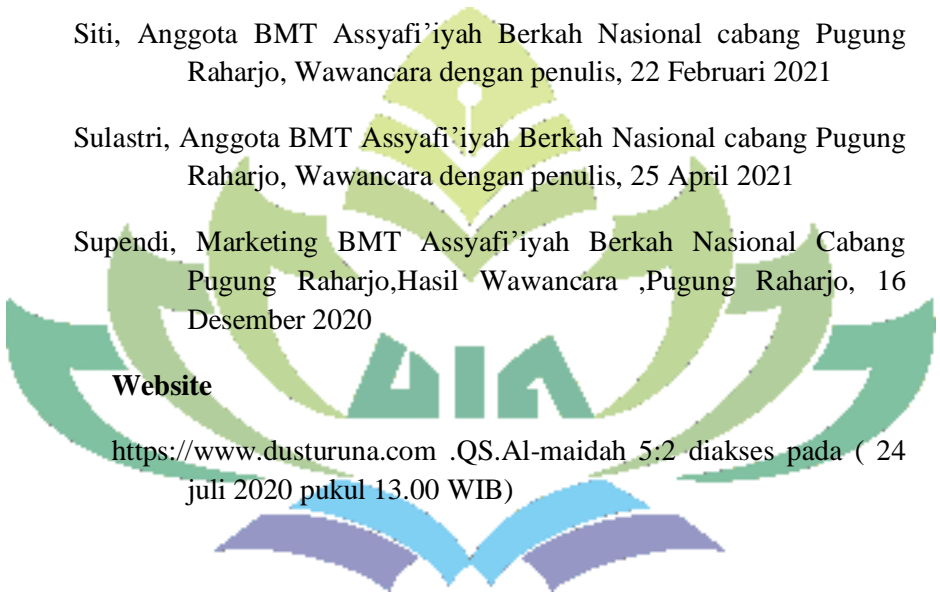 Siti, Anggota BMT Assyafi’iyah Berkah Nasional cabang Pugung
Raharjo, Wawancara dengan penulis, 22 Februari 2021
Sulastri, Anggota BMT Assyafi’iyah Berkah Nasional cabang Pugung
Raharjo, Wawancara dengan penulis, 25 April 2021
Supendi, Marketing BMT Assyafi’iyah Berkah Nasional Cabang
Pugung Raharjo,Hasil Wawancara ,Pugung Raharjo, 16
Desember 2020
UIN
Website
https://www.dusturuna.com .QS.Al-maidah 5:2 diakses pada ( 24
juli 2020 pukul 13.00 WIB)